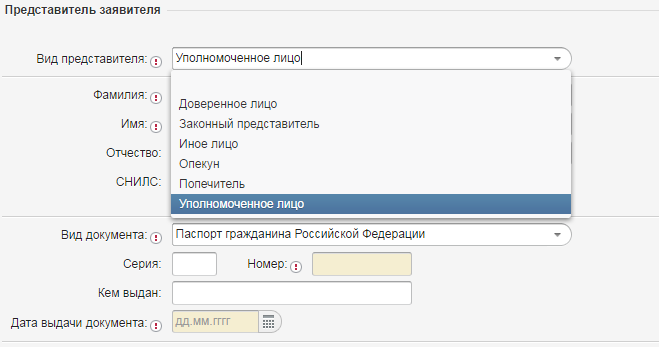 Представитель заявителя
Вид представителя: Уполномоченное лицо
Фамилия:
Доверенное лицо
Имя: Законный представитель
Иное лицо
Отчество:
Опекун
СНИЛС: Попечитель
Уполномоченное лицо
Вид документа: Паспорт гражданина Российской Федерации
Серия: Номер:
Кем выдан:
Дата выдачи документа: дд.мм.гггг